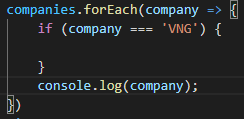 companies.forEach(company => {
    if (company === 'VNG') {

    }
    console.log(company);
})